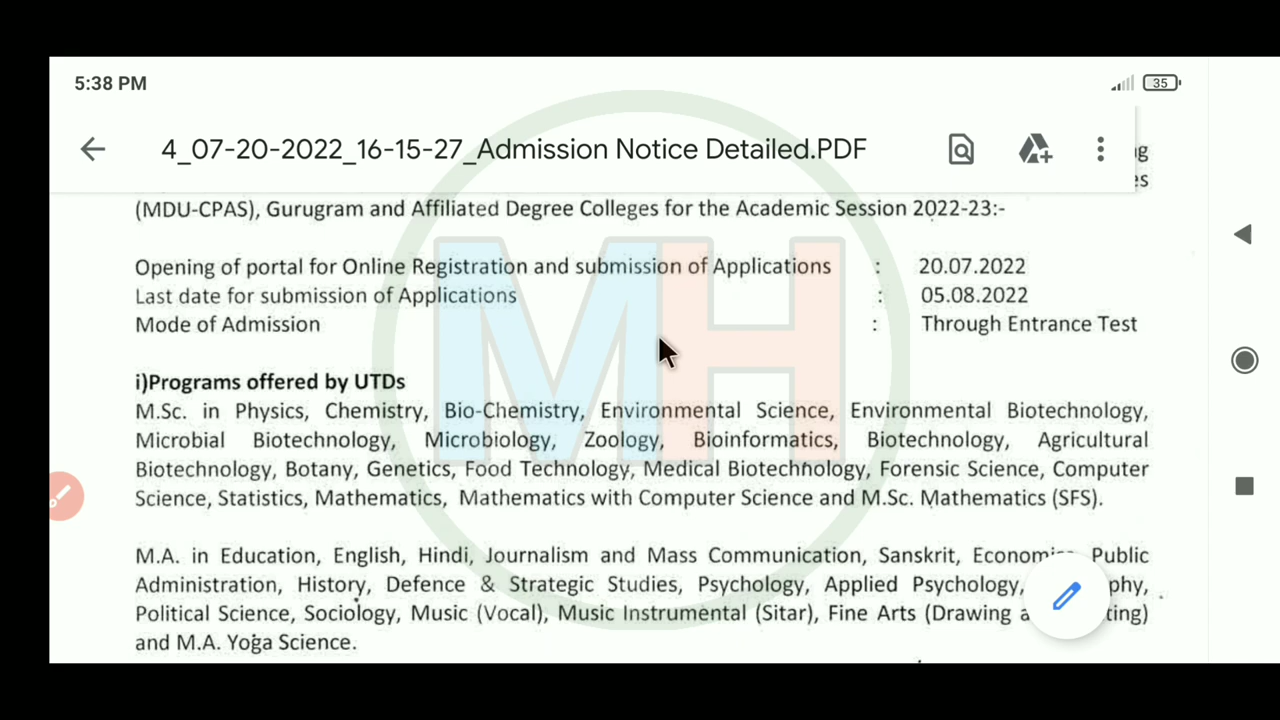 5:38 PM
35
4_07-20-2022_16-15-27_Admission Notice Detailed.PDF
(MDU-CPAS), Gurugram and Affiliated Degree Colleges for the Academic Session 2022-23:-
Opening of portal for Online Registration and submission of Applications : 20.07.2022
Last date for submission of Applications : 05.08.2022
Mode of Admission : Through Entrance Test
i)Programs offered by UTDs
M.Sc. in Physics, Chemistry, Bio-Chemistry, Environmental Science, Environmental Biotechnology,
Microbial Biotechnology, Microbiology, Zoology, Bioinformatics, Biotechnology, Agricultural
Biotechnology, Botany, Genetics, Food Technology, Medical Biotechnology, Forensic Science, Computer
Science, Statistics, Mathematics, Mathematics with Computer Science and M.Sc. Mathematics (SFS).
M.A. in Education, English, Hindi, Journalism and Mass Communication, Sanskrit, Public
Administration, History, Defence & Strategic Studies, Psychology, Applied Psychology,
Political Science, Sociology, Music (Vocal), Music Instrumental (Sitar), Fine Arts (Drawing
and M.A. Yoga Science.
MH